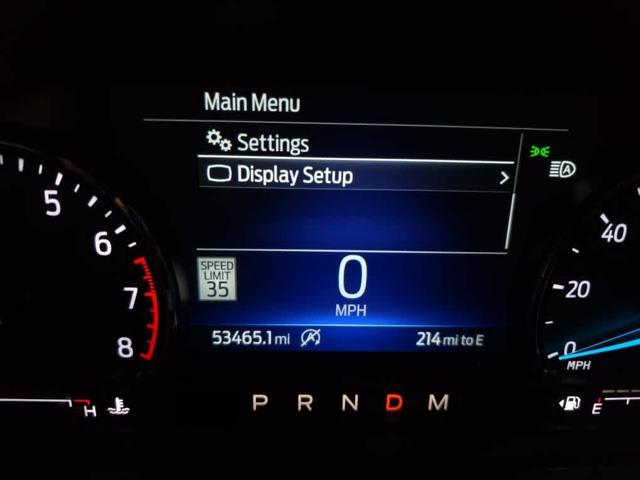 Main Menu
Settings
Display Setup
SPEED
LIMIT
35
0
MPH
53465.1 mi
214 mi to E
P R N D M
5
6
7
8
H
A
A
40
20
0
MPH
E